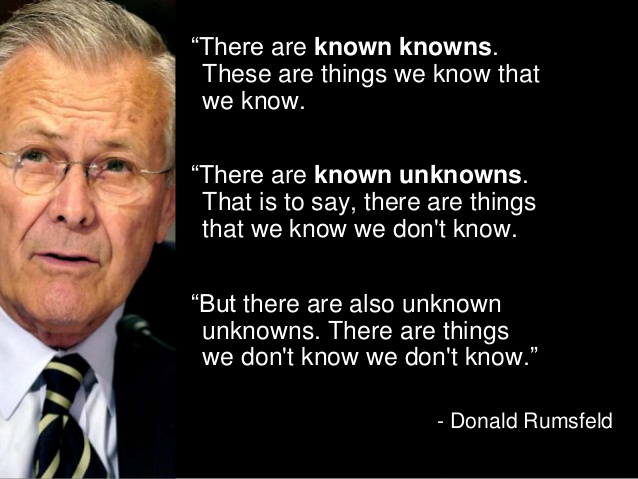 “There are known knowns.
These are things we know that
we know.
“There are known unknowns.
That is to say, there are things
that we know we don't know.
“But there are also unknown
unknowns. There are things
we don't know we don't know.”
- Donald Rumsfeld